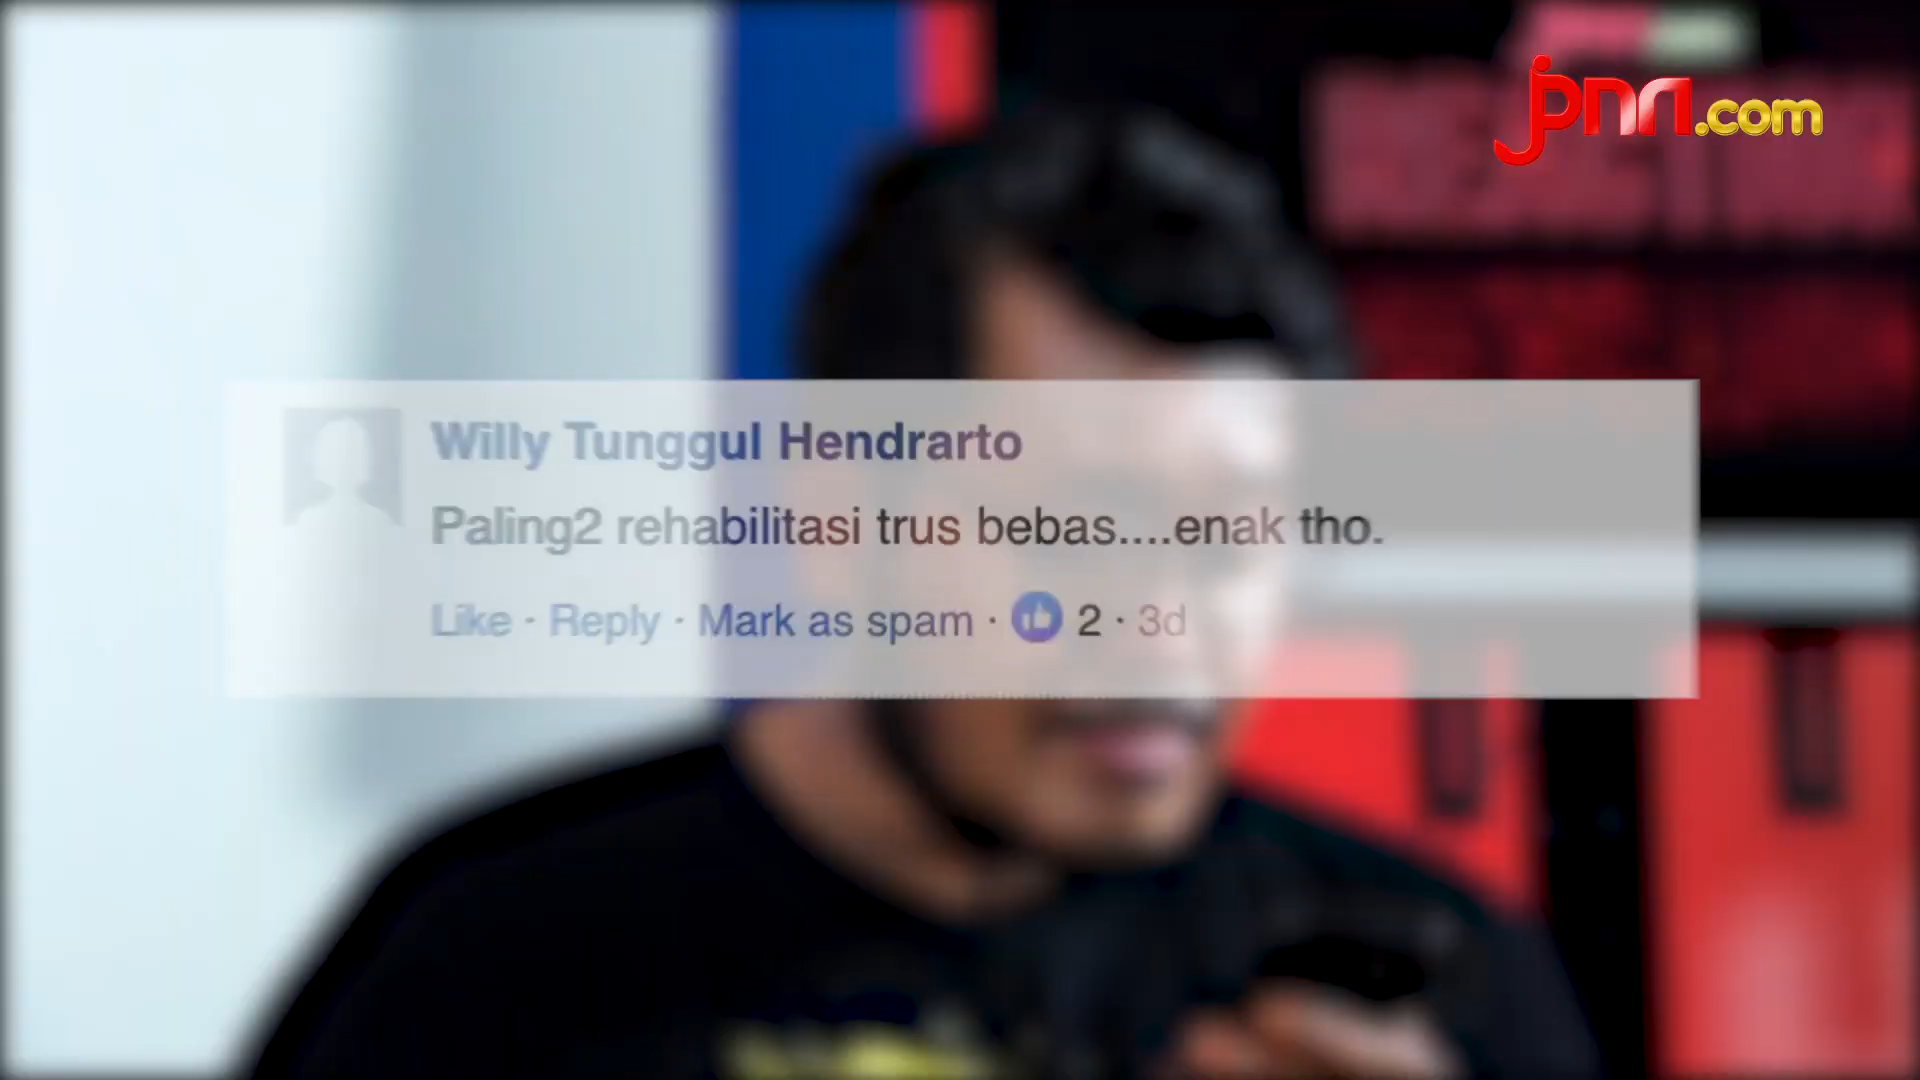 jpnn.com
Willy Tunggul Hendrarto
Paling2 rehabilitasi trus bebas....enak tho.
Like · Reply · Mark as spam · 2 · 3d